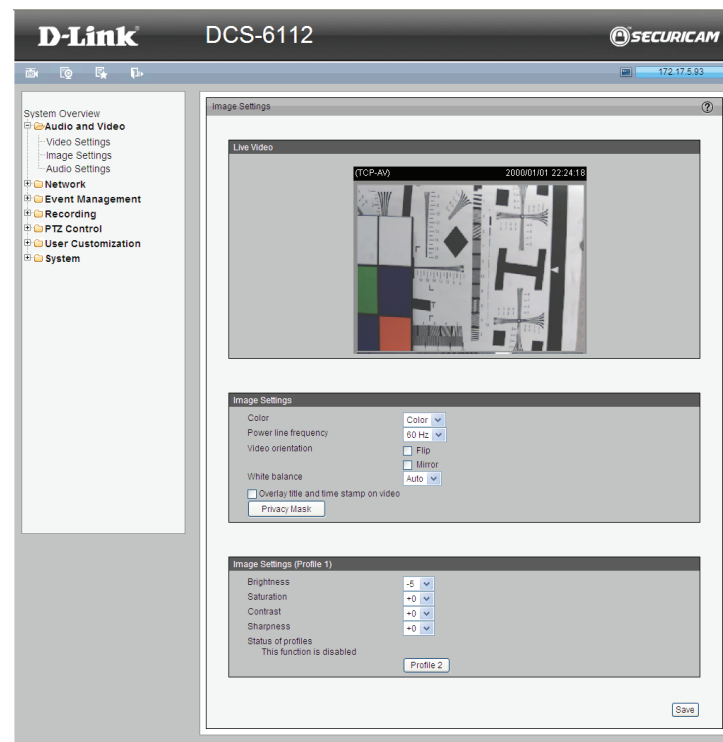 D-Link
DCS-6112
SECURICAM
172.17.5.93
System Overview
Audio and Video
Video Settings
Image Settings
Audio Settings
Network
Event Management
Recording
PTZ Control
User Customization
System
Image Settings
?
Live Video
(TCP-AV) 2000/01/01 22:24:18
Image Settings
Color Color
Power line frequency 60 Hz
Video orientation Flip
Mirror
White balance Auto
Overlay title and time stamp on video
Privacy Mask
Image Settings (Profile 1)
Brightness -5
Saturation +0
Contrast +0
Sharpness +0
Status of profiles
This function is disabled
Profile 2
Save